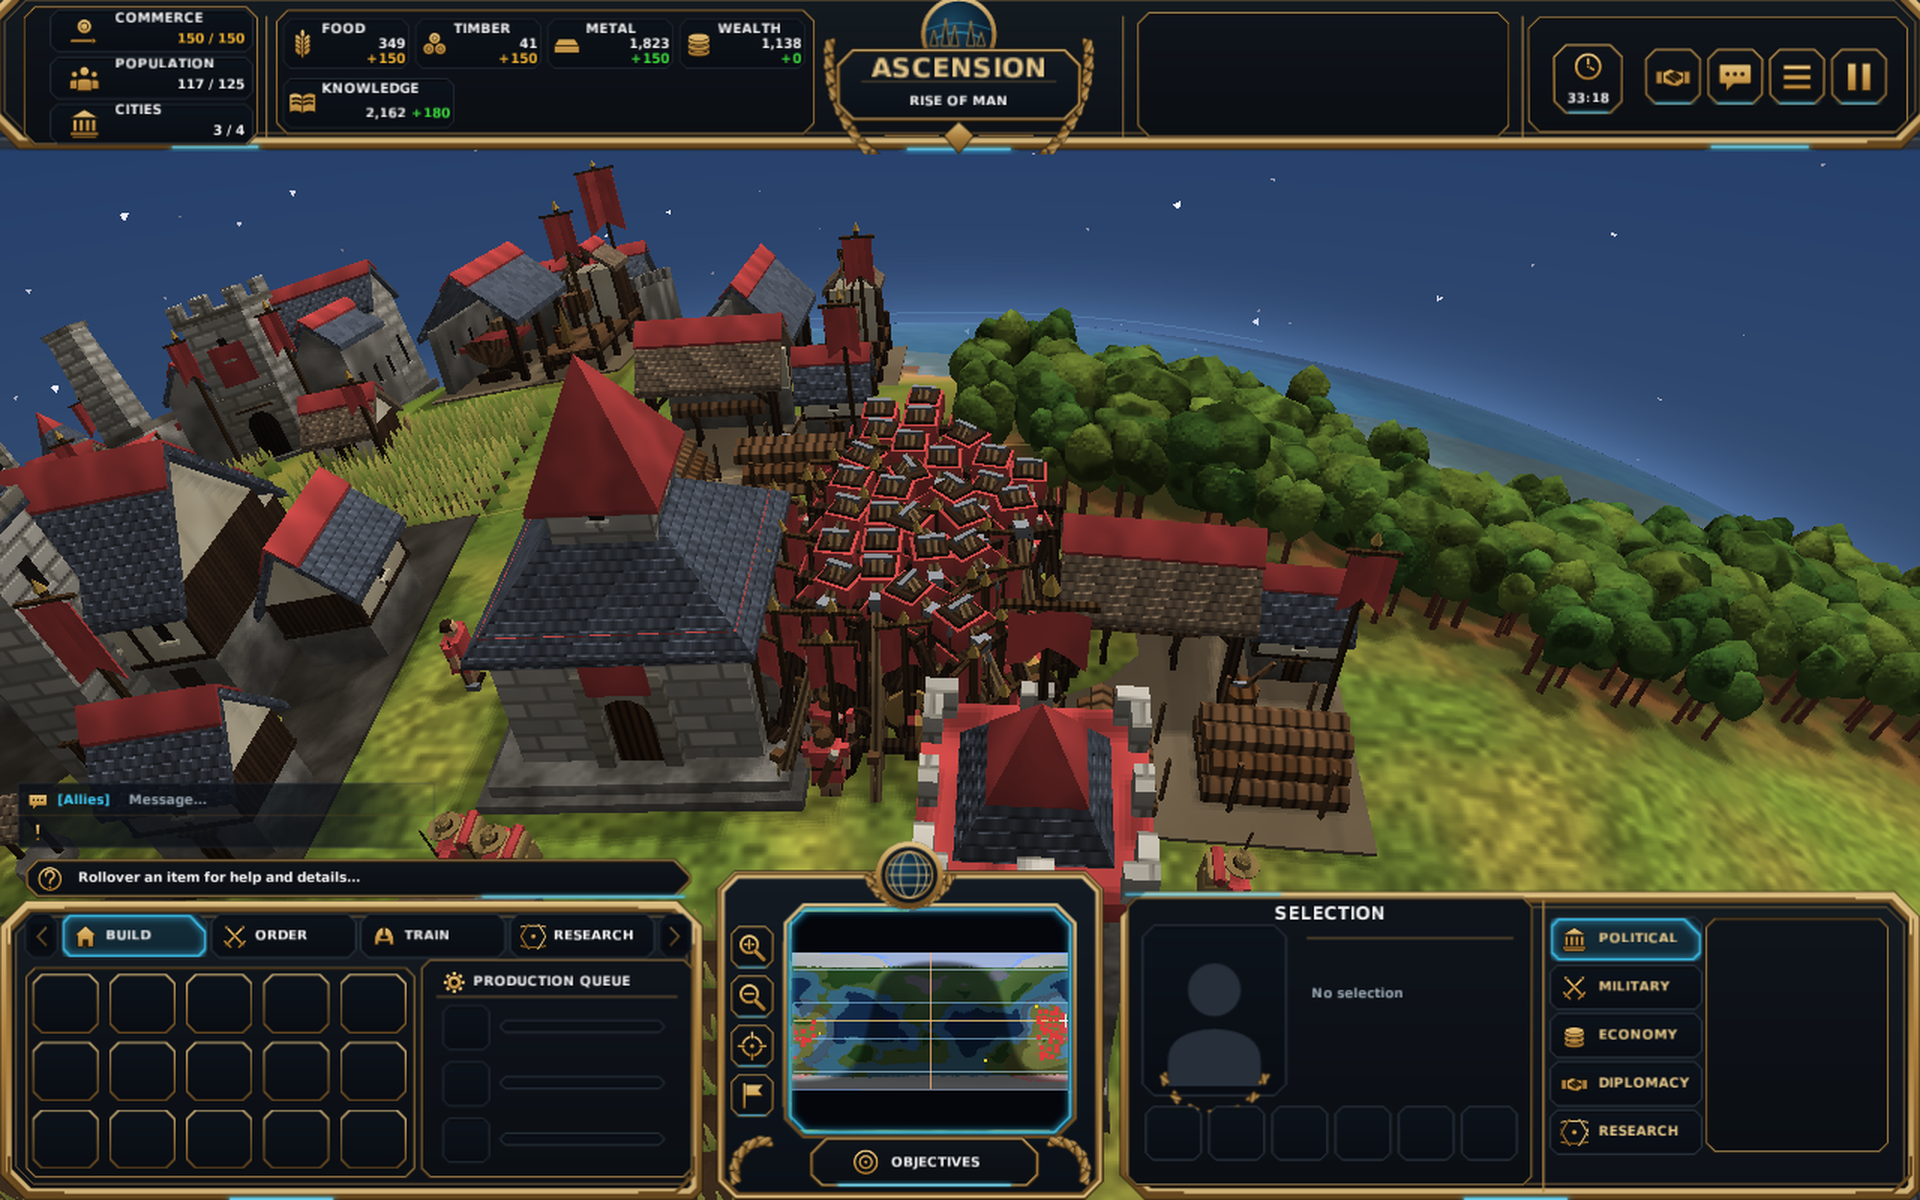 COMMERCE
150 / 150
POPULATION
117 / 125
CITIES
3 / 4
FOOD
349
+150
TIMBER
41
+150
METAL
1,823
+150
WEALTH
1,138
+0
KNOWLEDGE
2,162 +180
ASCENSION
RISE OF MAN
33:18
[Allies] Message...
!
Rollover an item for help and details...
BUILD
ORDER
TRAIN
RESEARCH
PRODUCTION QUEUE
OBJECTIVES
SELECTION
No selection
POLITICAL
MILITARY
ECONOMY
DIPLOMACY
RESEARCH